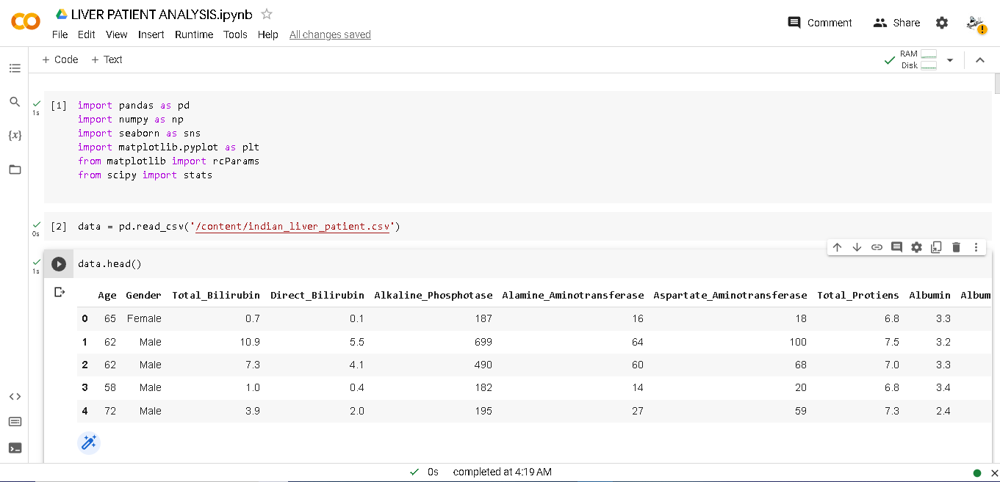 LIVER PATIENT ANALYSIS.ipynb
File Edit View Insert Runtime Tools Help All changes saved
Comment Share
+ Code + Text
RAM
Disk
[1] import pandas as pd
import numpy as np
import seaborn as sns
import matplotlib.pyplot as plt
from matplotlib import rcParams
from scipy import stats
1s
[2] data = pd.read_csv('/content/indian_liver_patient.csv')
0s
data.head()
1s
Age Gender Total_Bilirubin Direct_Bilirubin Alkaline_Phosphotase Alamine_Aminotransferase Aspartate_Aminotransferase Total_Protiens Albumin Album
0 65 Female 0.7 0.1 187 16 18 6.8 3.3
1 62 Male 10.9 5.5 699 64 100 7.5 3.2
2 62 Male 7.3 4.1 490 60 68 7.0 3.3
3 58 Male 1.0 0.4 182 14 20 6.8 3.4
4 72 Male 3.9 2.0 195 27 59 7.3 2.4
0s completed at 4:19 AM